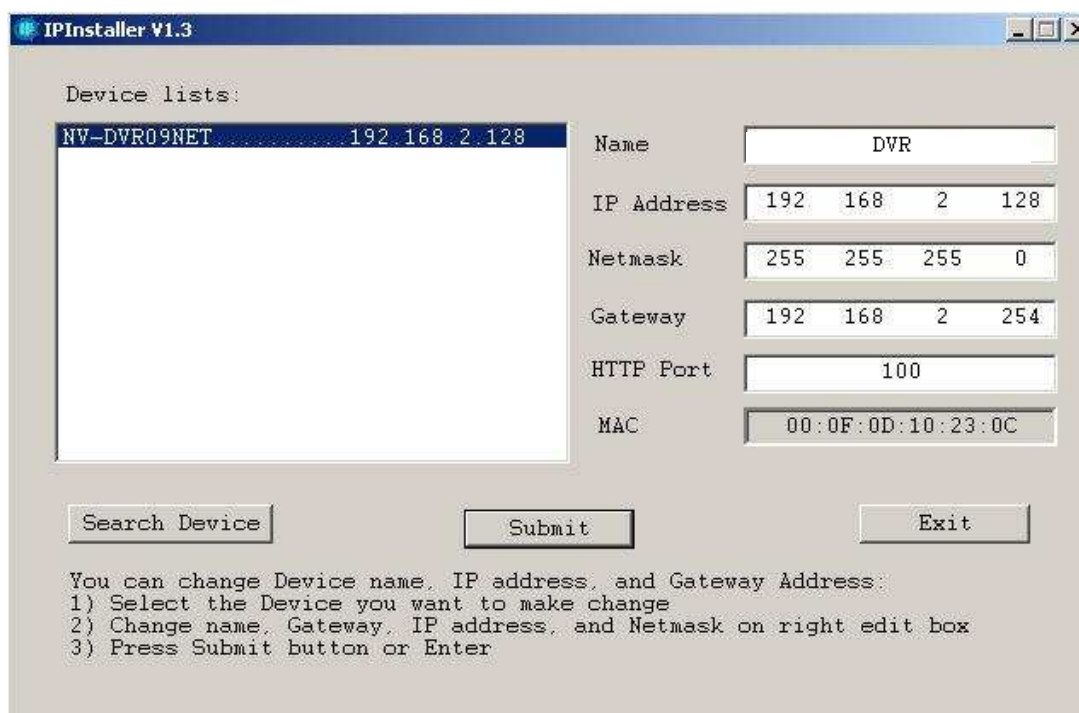 IPInstaller V1.3
Device lists:
NV-DVR09NET..........192.168.2.128
Name DVR
IP Address 192 168 2 128
Netmask 255 255 255 0
Gateway 192 168 2 254
HTTP Port 100
MAC 00:0F:0D:10:23:0C
Search Device Submit Exit
You can change Device name, IP address, and Gateway Address:
1) Select the Device you want to make change
2) Change name, Gateway, IP address, and Netmask on right edit box
3) Press Submit button or Enter